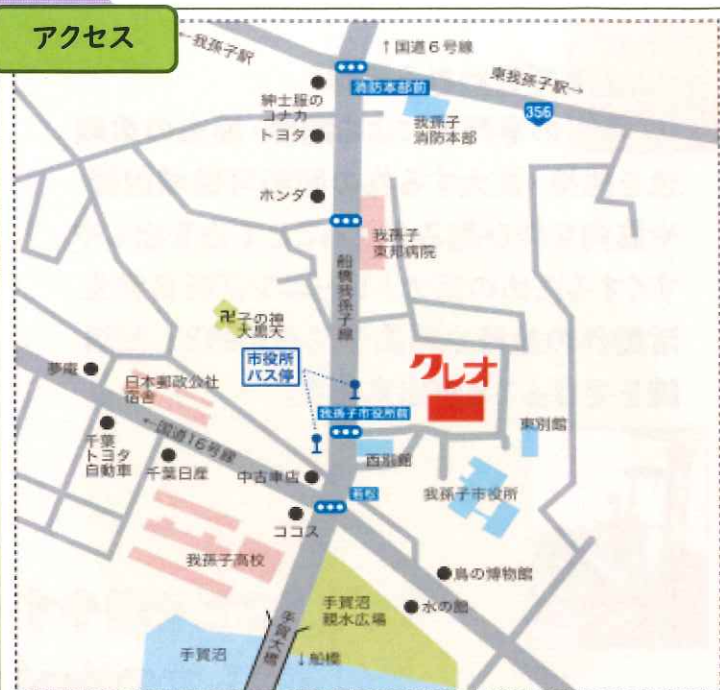 アクセス
←我孫子駅
↑国道6号線
東我孫子駅→
消防本部前
356
紳士服の
コナカ
我孫子
消防本部
トヨタ
ホンダ
我孫子
東邦病院
船橋我孫子線
卍子の神
大黒天
市役所
バス停
クレオ
夢庵
日本郵政公社
宿舎
我孫子市役所前
東別館
←国道16号線
千葉
トヨタ
自動車
千葉日産
中古車店
西別館
我孫子市役所
若松
ココス
我孫子高校
鳥の博物館
手賀沼
親水広場
水の館
手賀大橋
手賀沼
↓船橋